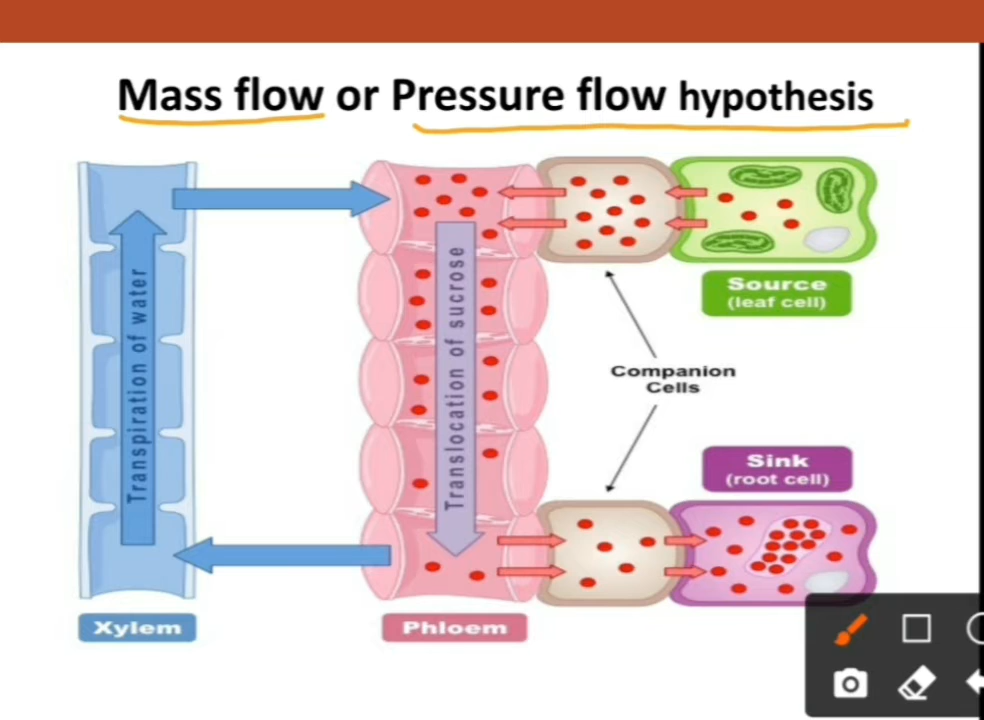 Mass flow or Pressure flow hypothesis
Transpiration of water
Translocation of sucrose
Source
(leaf cell)
Companion
Cells
Sink
(root cell)
Xylem
Phloem